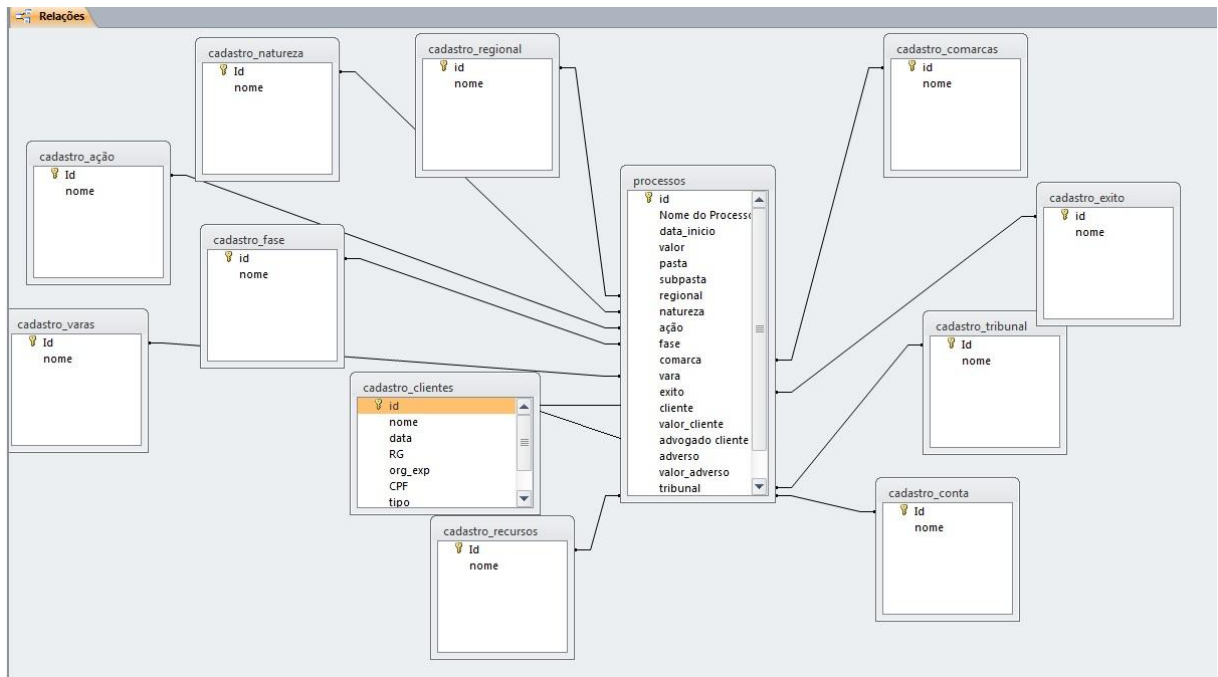 Relações
cadastro_natureza
Id
nome
cadastro_regional
id
nome
cadastro_comarcas
id
nome
cadastro_ação
Id
nome
processos
id
Nome do Processo
data_inicio
valor
pasta
subpasta
regional
natureza
ação
fase
comarca
vara
exito
cliente
valor_cliente
advogado cliente
adverso
valor_adverso
tribunal
cadastro_exito
id
nome
cadastro_fase
id
nome
cadastro_varas
Id
nome
cadastro_tribunal
Id
nome
cadastro_clientes
id
nome
data
RG
org_exp
CPF
tipo
cadastro_conta
Id
nome
cadastro_recursos
Id
nome